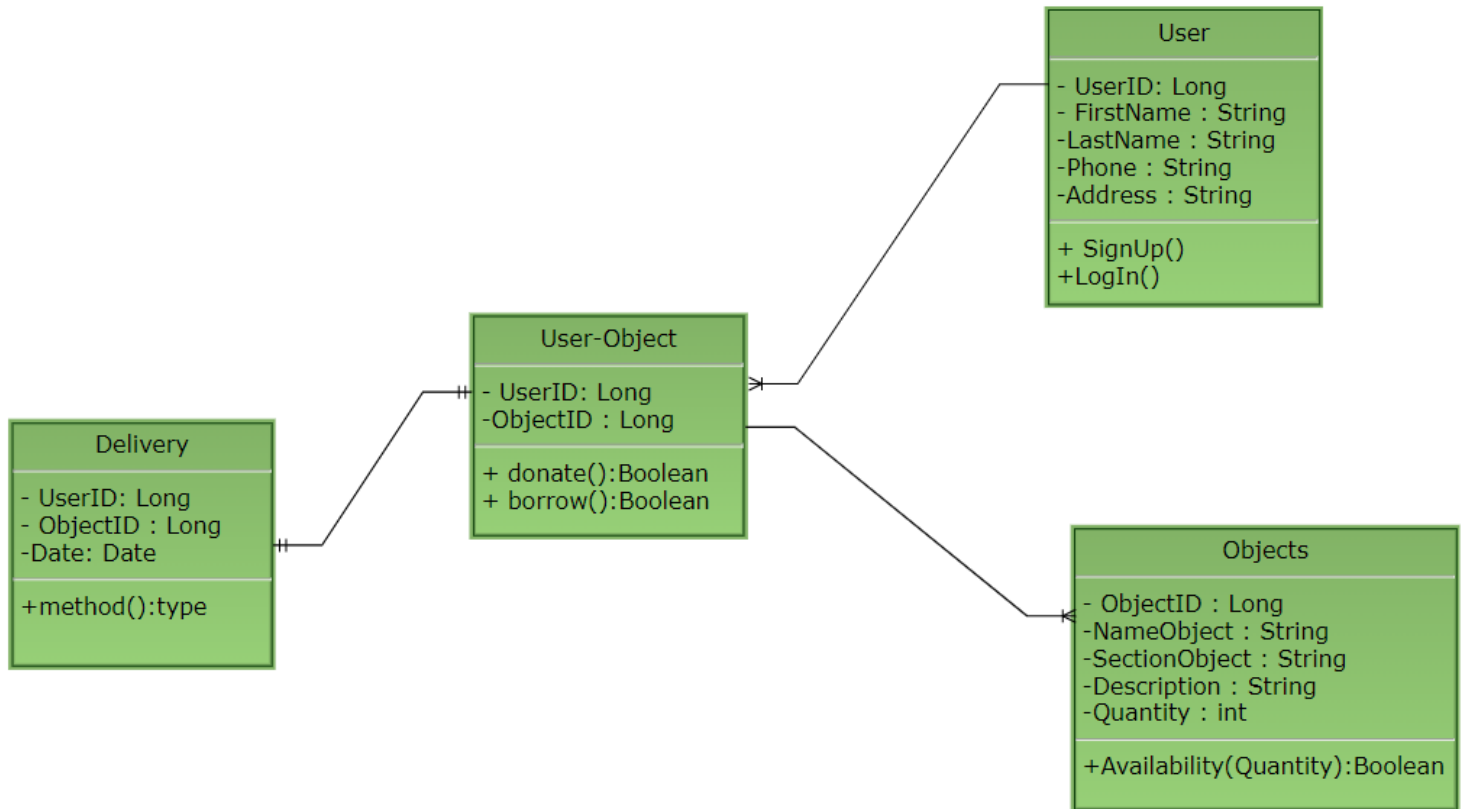 User
- UserID: Long
- FirstName : String
-LastName : String
-Phone : String
-Address : String
+ SignUp()
+LogIn()
User-Object
- UserID: Long
-ObjectID : Long
+ donate():Boolean
+ borrow():Boolean
Delivery
- UserID: Long
- ObjectID : Long
-Date: Date
+method():type
Objects
- ObjectID : Long
-NameObject : String
-SectionObject : String
-Description : String
-Quantity : int
+Availability(Quantity):Boolean